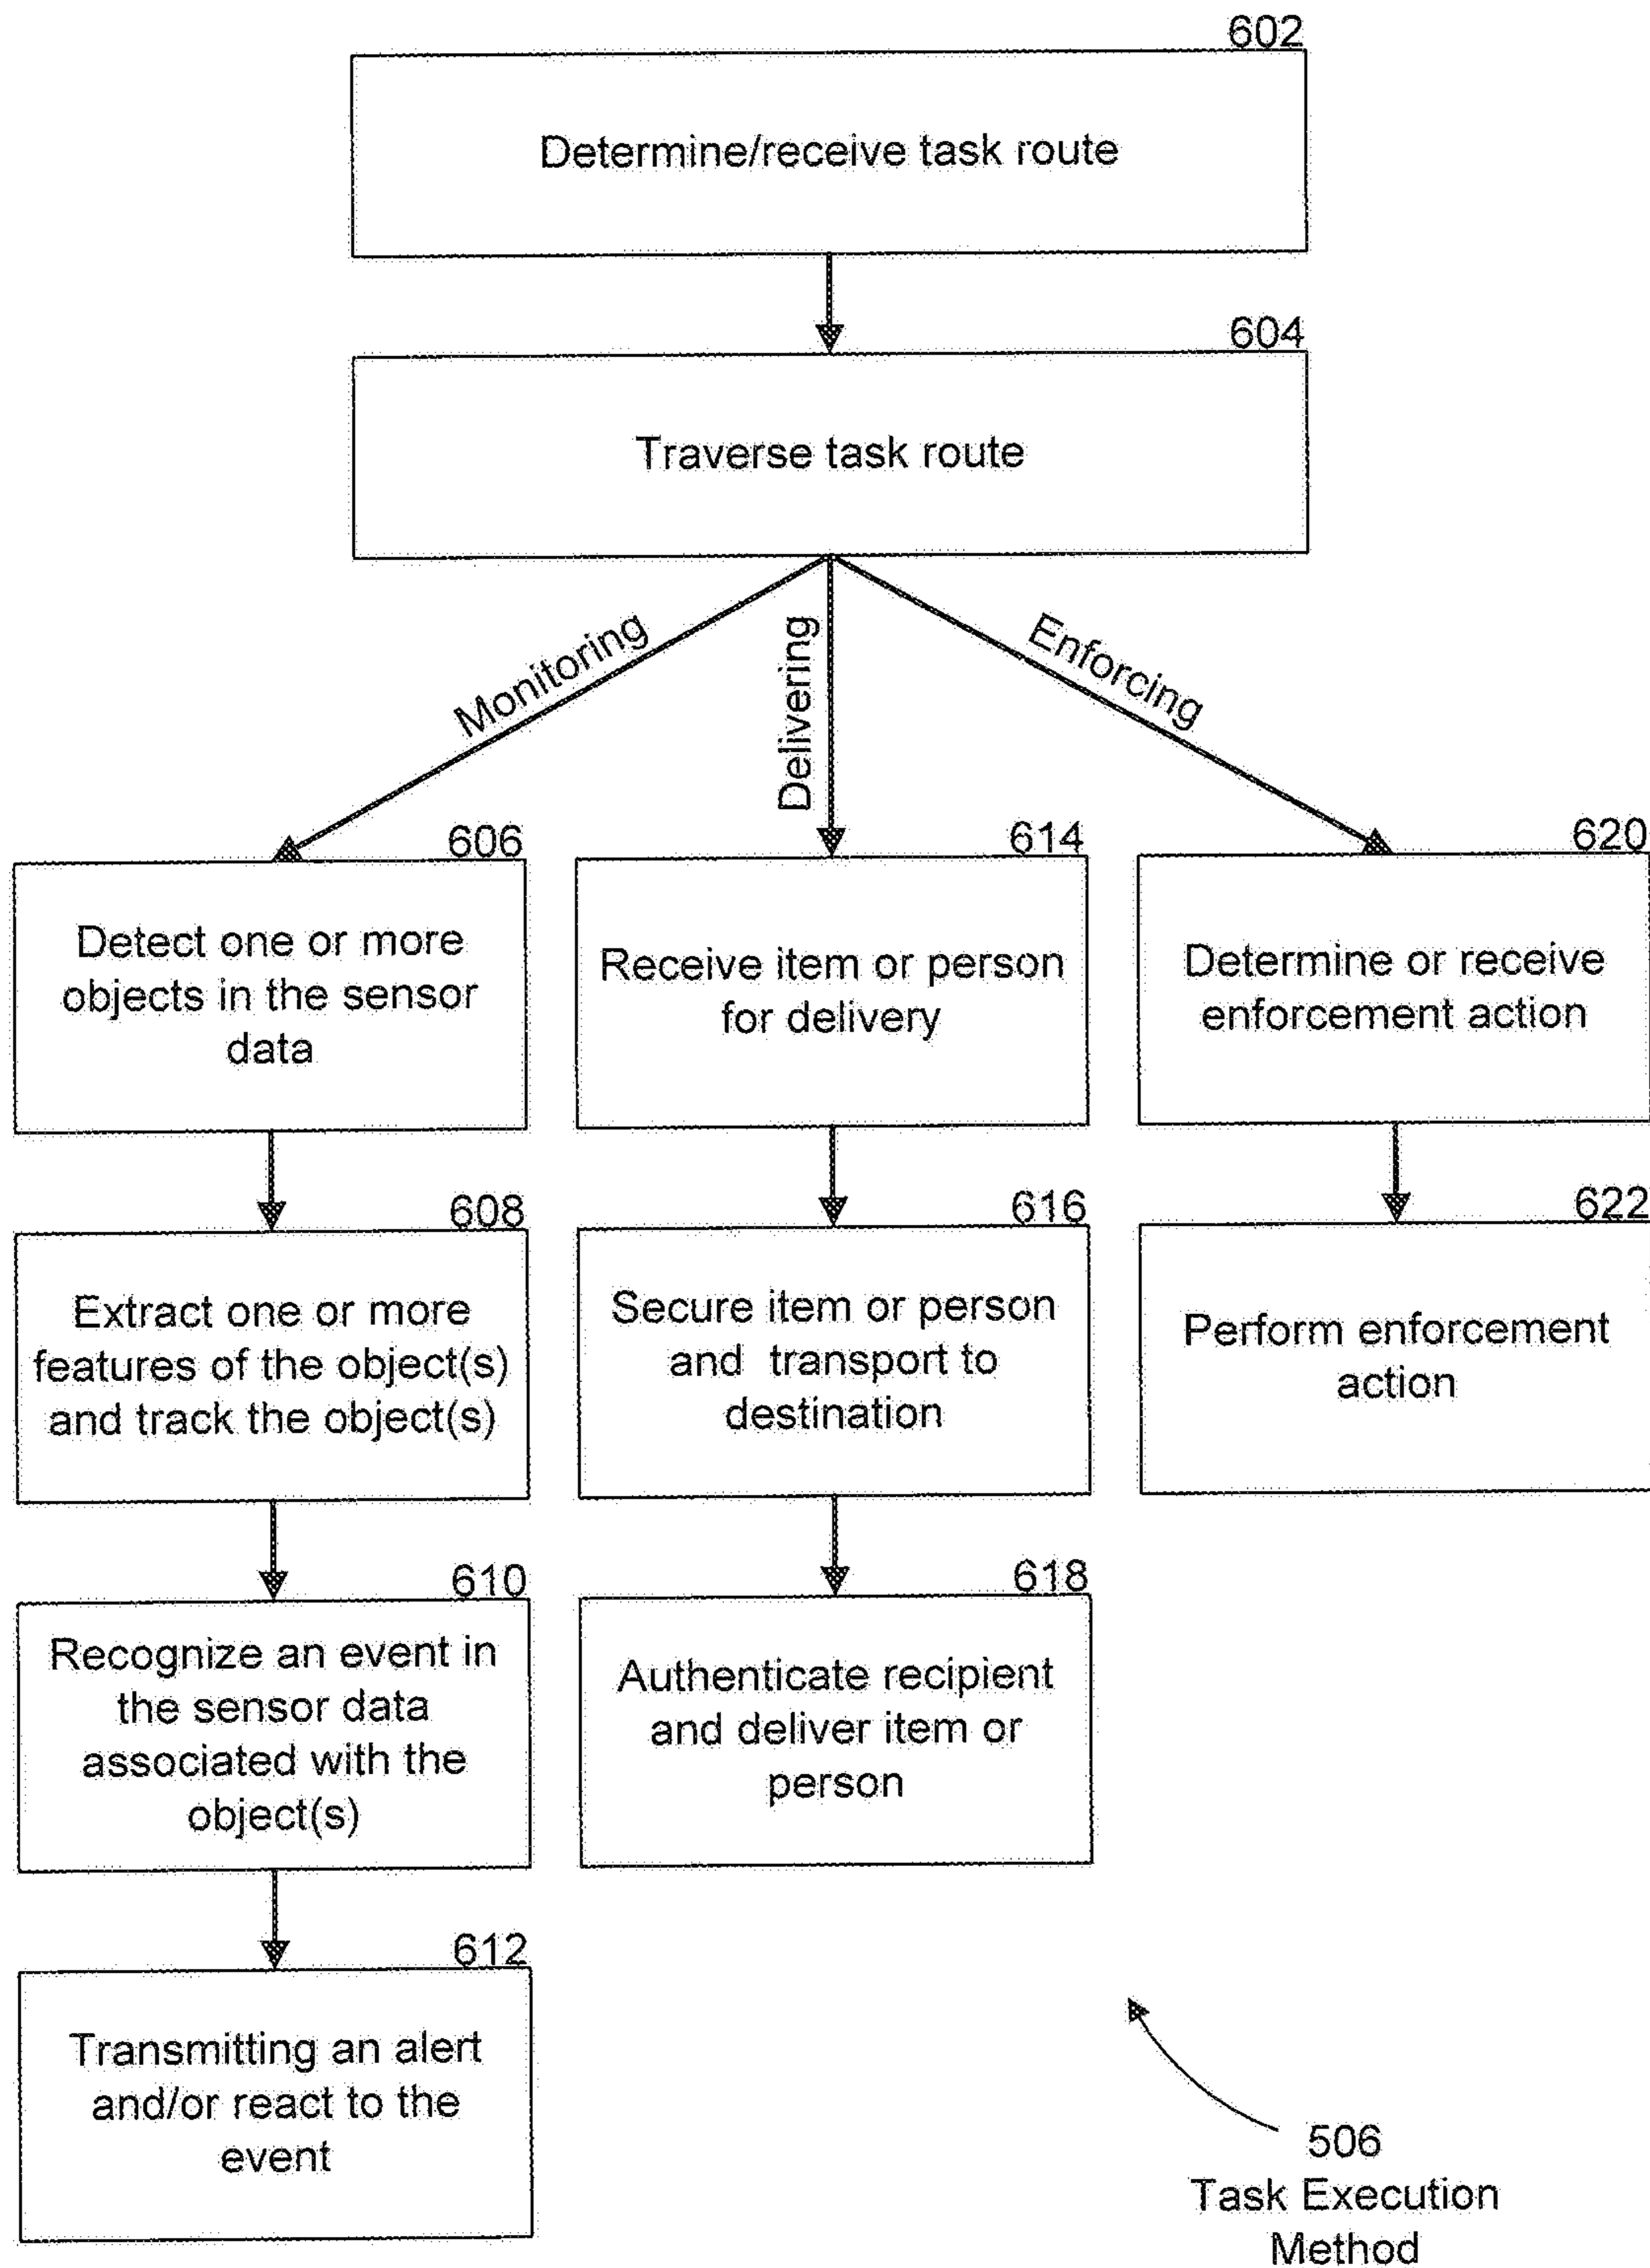 602
Determine/receive task route
604
Traverse task route
Monitoring
Delivering
Enforcing
606
Detect one or more
objects in the sensor
data
608
Extract one or more
features of the object(s)
and track the object(s)
610
Recognize an event in
the sensor data
associated with the
object(s)
612
Transmitting an alert
and/or react to the
event
614
Receive item or person
for delivery
616
Secure item or person
and transport to
destination
618
Authenticate recipient
and deliver item or
person
620
Determine or receive
enforcement action
622
Perform enforcement
action
506
Task Execution
Method